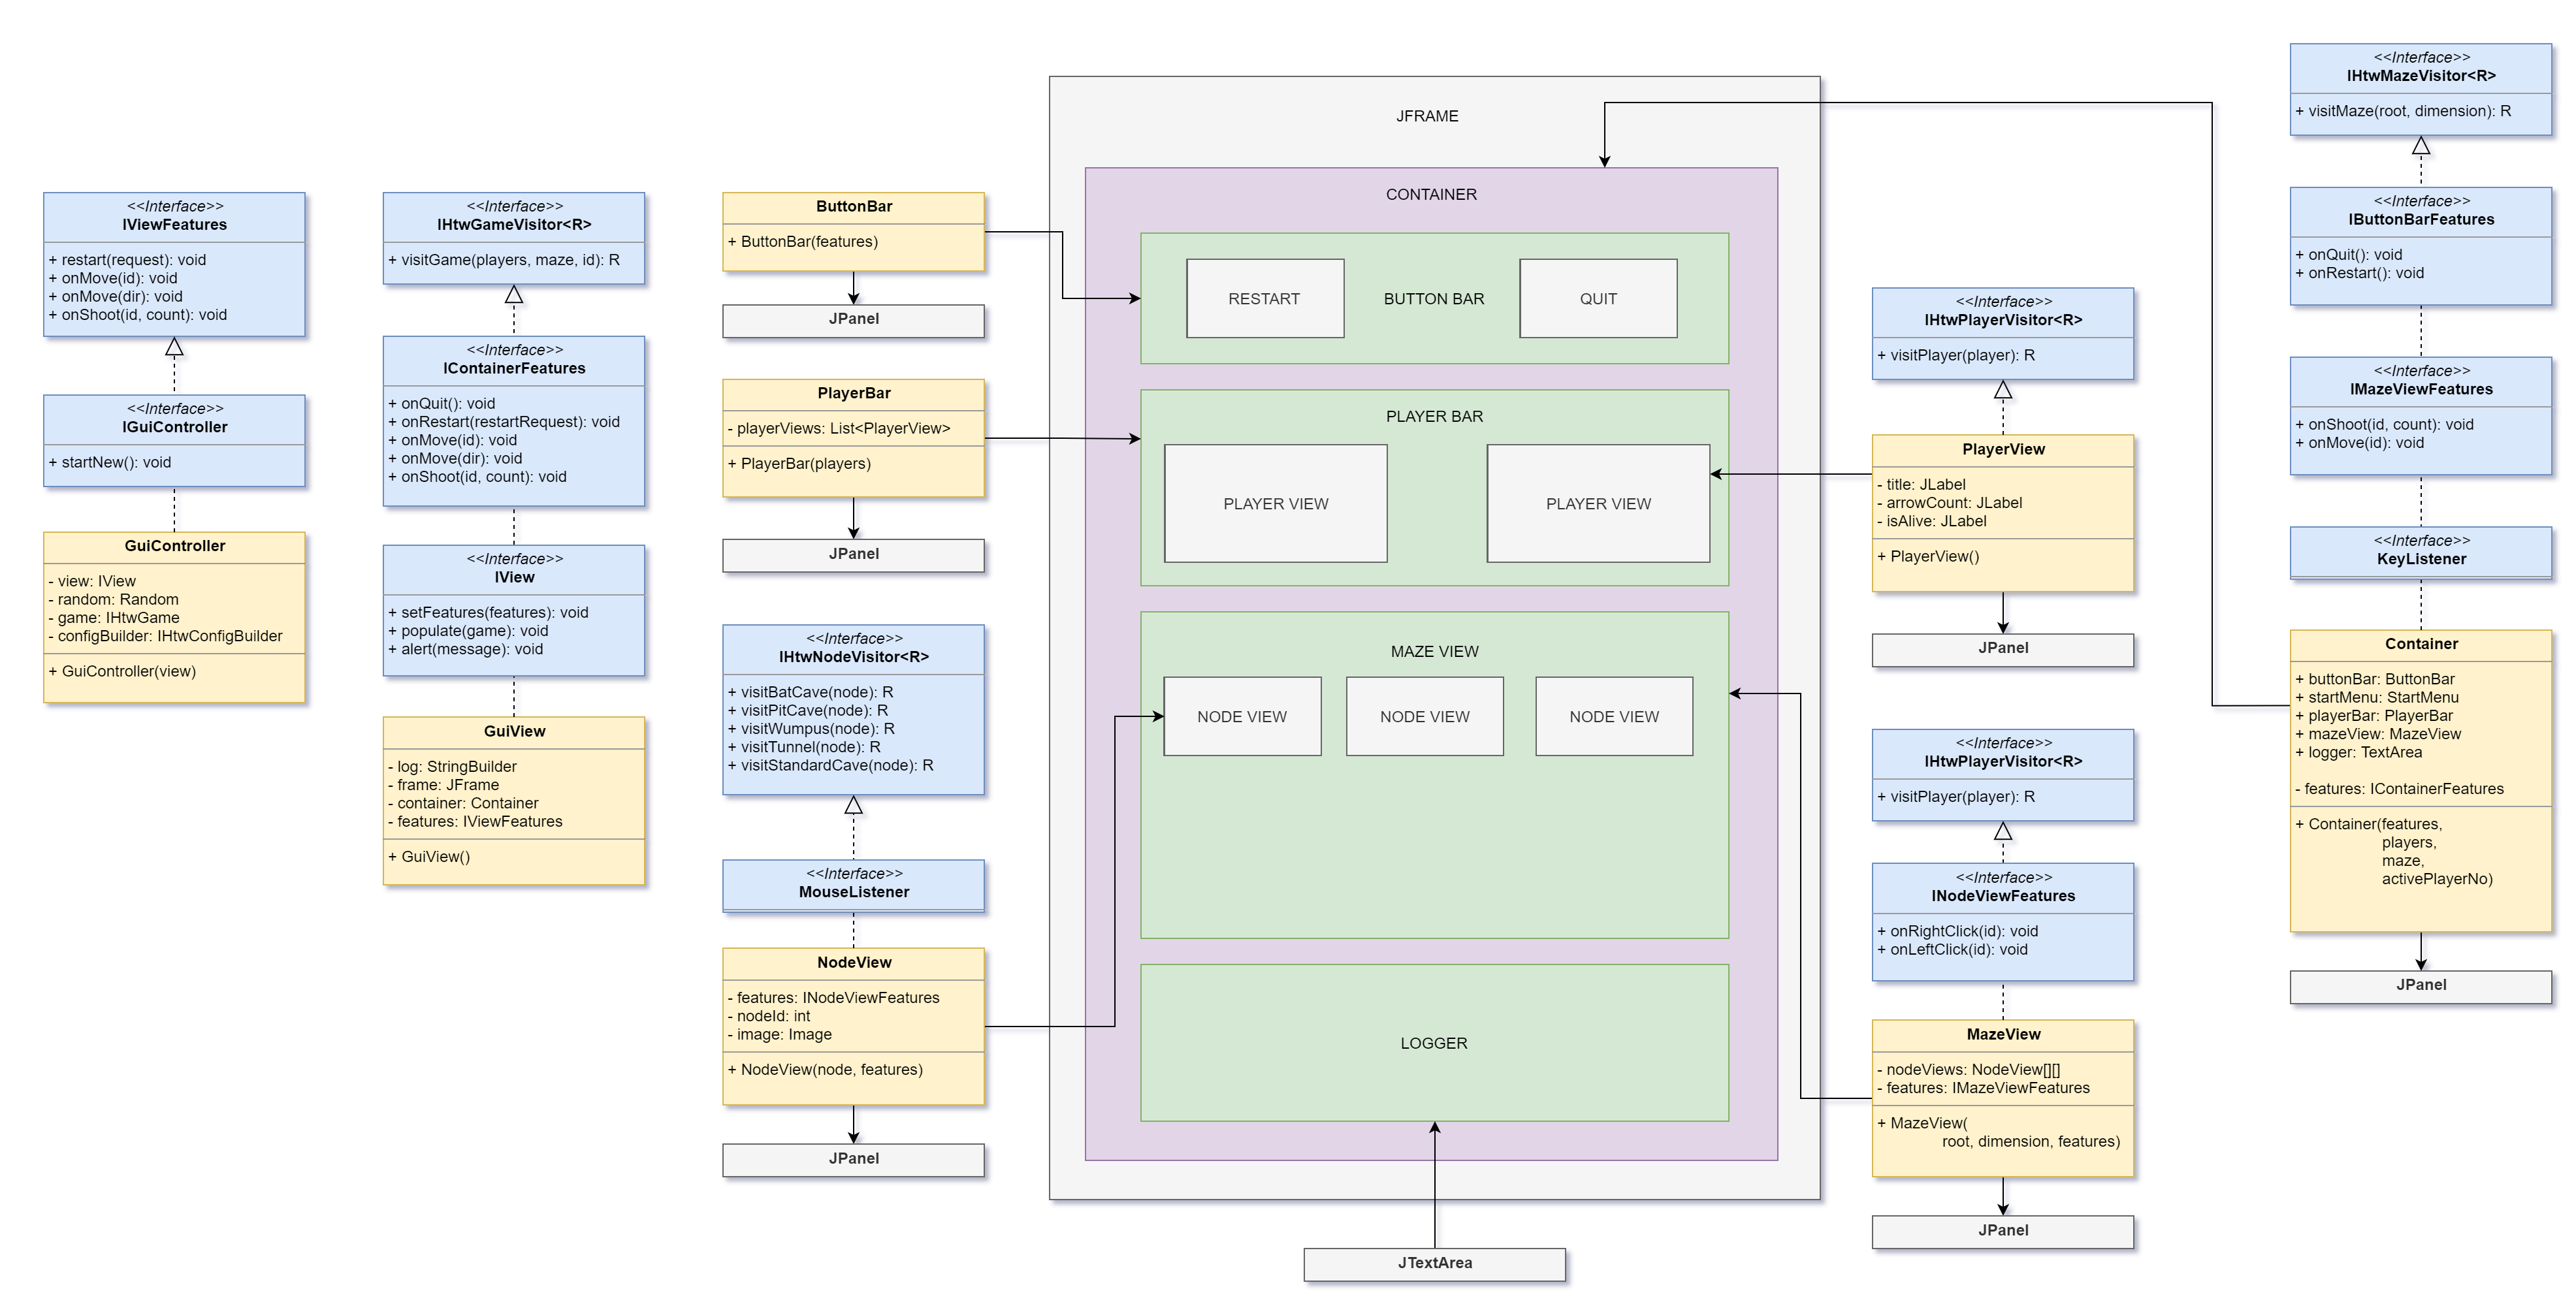 <<Interface>>
IViewFeatures
+ restart(request): void
+ onMove(id): void
+ onMove(dir): void
+ onShoot(id, count): void
<<Interface>>
IGuiController
+ startNew(): void
GuiController
- view: IView
- random: Random
- game: IHtwGame
- configBuilder: IHtwConfigBuilder
+ GuiController(view)
<<Interface>>
IHtwGameVisitor<R>
+ visitGame(players, maze, id): R
<<Interface>>
IContainerFeatures
+ onQuit(): void
+ onRestart(restartRequest): void
+ onMove(id): void
+ onMove(dir): void
+ onShoot(id, count): void
<<Interface>>
IView
+ setFeatures(features): void
+ populate(game): void
+ alert(message): void
GuiView
- log: StringBuilder
- frame: JFrame
- container: Container
- features: IViewFeatures
+ GuiView()
ButtonBar
+ ButtonBar(features)
JPanel
PlayerBar
- playerViews: List<PlayerView>
+ PlayerBar(players)
JPanel
<<Interface>>
IHtwNodeVisitor<R>
+ visitBatCave(node): R
+ visitPitCave(node): R
+ visitWumpus(node): R
+ visitTunnel(node): R
+ visitStandardCave(node): R
<<Interface>>
MouseListener
NodeView
- features: INodeViewFeatures
- nodeId: int
- image: Image
+ NodeView(node, features)
JPanel
JFRAME
CONTAINER
RESTART
BUTTON BAR
QUIT
PLAYER BAR
PLAYER VIEW
PLAYER VIEW
MAZE VIEW
NODE VIEW
NODE VIEW
NODE VIEW
LOGGER
JTextArea
<<Interface>>
IHtwPlayerVisitor<R>
+ visitPlayer(player): R
PlayerView
- title: JLabel
- arrowCount: JLabel
- isAlive: JLabel
+ PlayerView()
JPanel
<<Interface>>
IHtwPlayerVisitor<R>
+ visitPlayer(player): R
<<Interface>>
INodeViewFeatures
+ onRightClick(id): void
+ onLeftClick(id): void
MazeView
- nodeViews: NodeView[][]
- features: IMazeViewFeatures
+ MazeView(
root, dimension, features)
JPanel
<<Interface>>
IHtwMazeVisitor<R>
+ visitMaze(root, dimension): R
<<Interface>>
IButtonBarFeatures
+ onQuit(): void
+ onRestart(): void
<<Interface>>
IMazeViewFeatures
+ onShoot(id, count): void
+ onMove(id): void
<<Interface>>
KeyListener
Container
+ buttonBar: ButtonBar
+ startMenu: StartMenu
+ playerBar: PlayerBar
+ mazeView: MazeView
+ logger: TextArea
- features: IContainerFeatures
+ Container(features,
players,
maze,
activePlayerNo)
JPanel